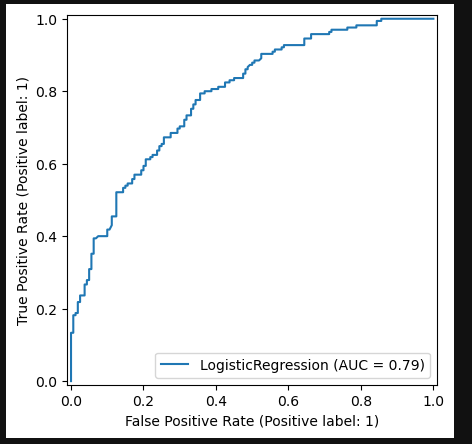 1.0
0.8
0.6
0.4
0.2
0.0
True Positive Rate (Positive label: 1)
LogisticRegression (AUC = 0.79)
0.0 0.2 0.4 0.6 0.8 1.0
False Positive Rate (Positive label: 1)